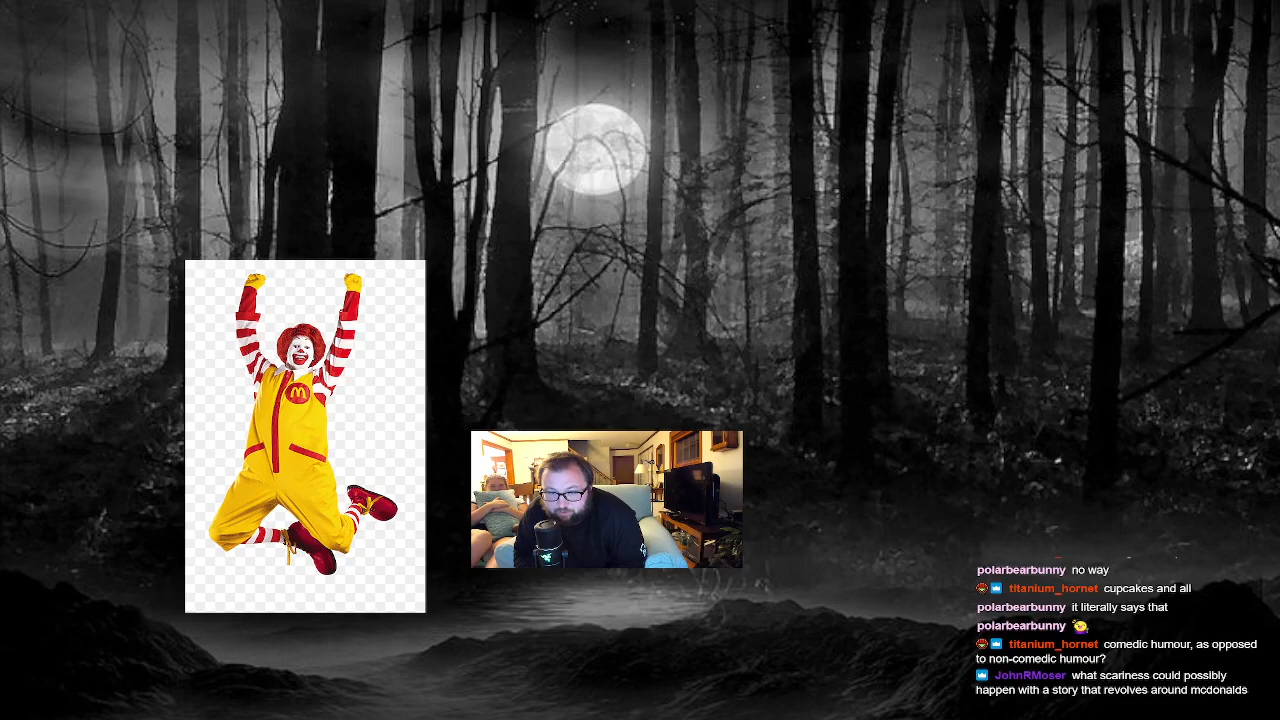 polarbearbunny no way
titanium_hornet cupcakes and all
polarbearbunny it literally says that
polarbearbunny
titanium_hornet comedic humour, as opposed
to non-comedic humour?
JohnRMoser what scariness could possibly
happen with a story that revolves around mcdonalds